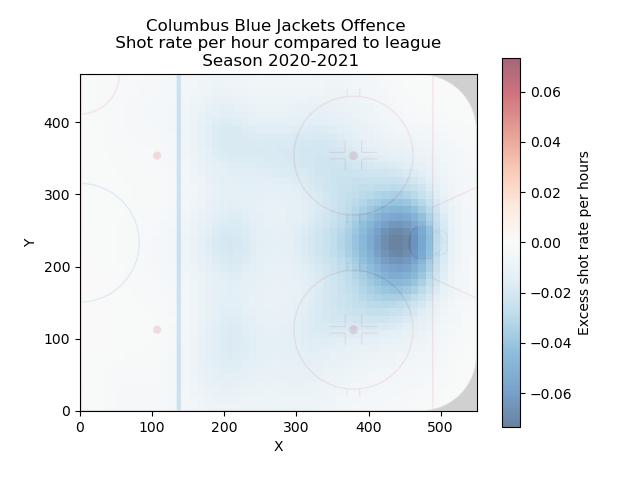 Columbus Blue Jackets Offence
Shot rate per hour compared to league
Season 2020-2021
400
300
200
100
0
Y
0 100 200 300 400 500
X
0.06
0.04
0.02
0.00
−0.02
−0.04
−0.06
Excess shot rate per hours